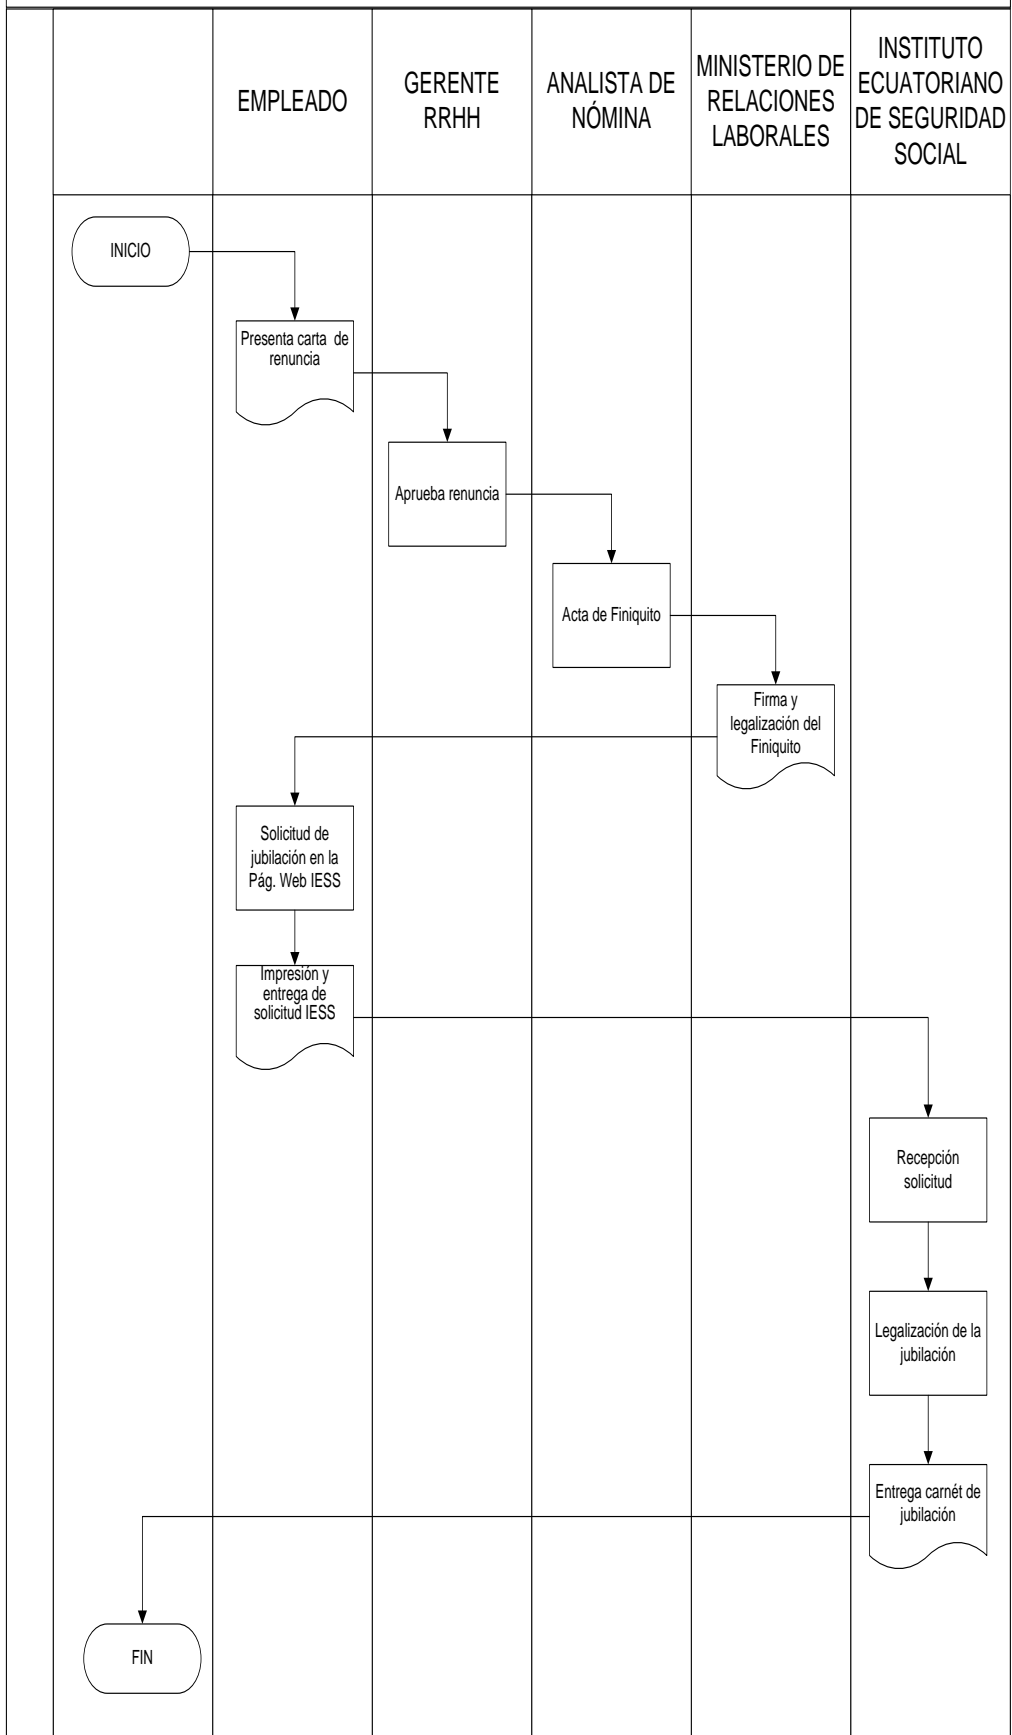 EMPLEADO
GERENTE
RRHH
ANALISTA DE
NÓMINA
MINISTERIO DE
RELACIONES
LABORALES
INSTITUTO
ECUATORIANO
DE SEGURIDAD
SOCIAL
INICIO
Presenta carta de
renuncia
Aprueba renuncia
Acta de Finiquito
Firma y
legalización del
Finiquito
Solicitud de
jubilación en la
Pág. Web IESS
Impresión y
entrega de
solicitud IESS
Recepción
solicitud
Legalización de la
jubilación
Entrega carnét de
jubilación
FIN